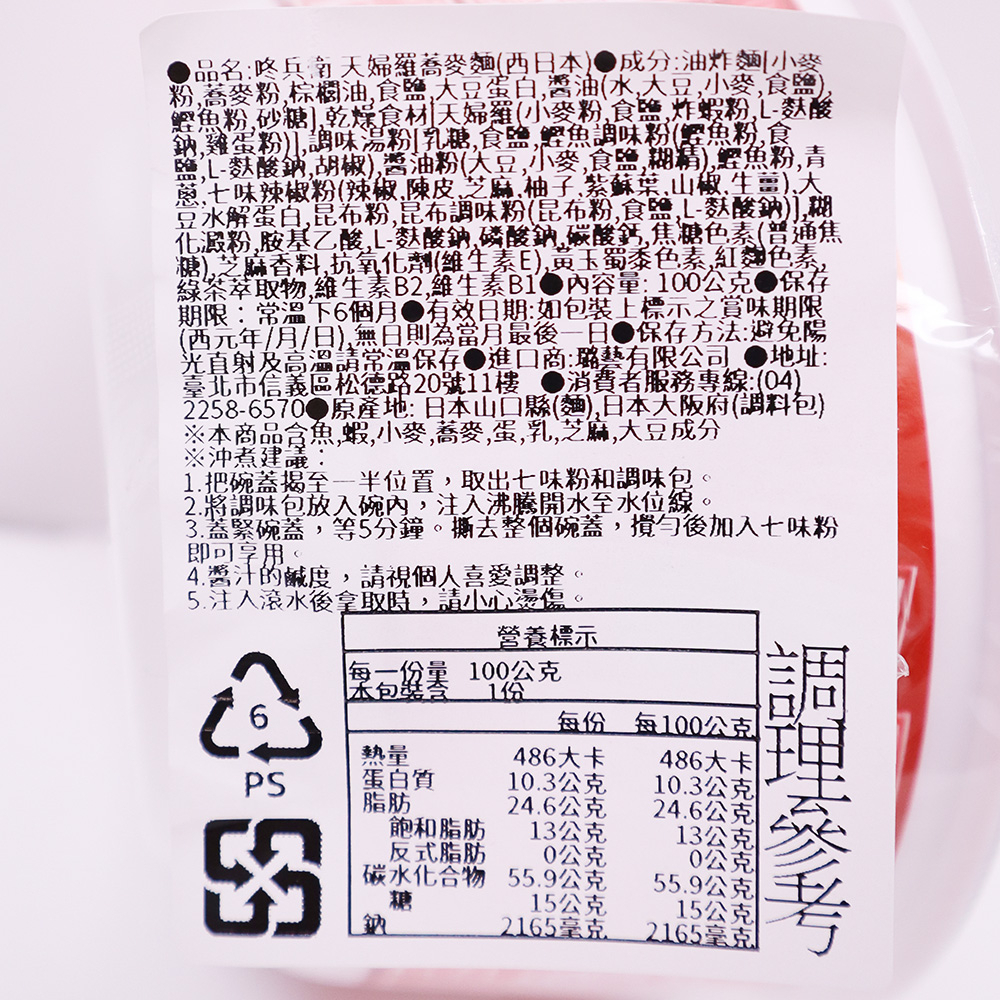 ●品名:咚兵衛 天婦羅蕎麥麵(西日本)●成分:油炸麵[小麥
粉,蕎麥粉,棕櫚油,食鹽,大豆蛋白,醬油(水,大豆,小麥,食鹽),
鰹魚粉,砂糖],乾燥食材[天婦羅(小麥粉,食鹽,炸蝦粉,L-麩酸
鈉,雞蛋粉)],調味湯粉[乳糖,食鹽,鰹魚調味粉(鰹魚粉,食
鹽,L-麩酸鈉,胡椒),醬油粉(大豆,小麥,食鹽,糊精),鰹魚粉,青
蔥,七味辣椒粉(辣椒,陳皮,芝麻,柚子,紫蘇葉,山椒,生薑),大
豆水解蛋白,昆布粉,昆布調味粉(昆布粉,食鹽,L-麩酸鈉)],糊
化澱粉,胺基乙酸,L-麩酸鈉,磷酸鈉,碳酸鈣,焦糖色素(普通焦
糖),芝麻香料,抗氧化劑(維生素E),黃玉蜀黍色素,紅麴色素,
綠茶萃取物,維生素B2,維生素B1●內容量: 100公克●保存
期限：常溫下6個月●有效日期:如包裝上標示之賞味期限
(西元年/月/日),無日則為當月最後一日●保存方法:避免陽
光直射及高溫請常溫保存●進口商:璐藝有限公司 ●地址:
臺北市信義區松德路20號11樓 ●消費者服務專線:(04)
2258-6570●原產地: 日本山口縣(麵),日本大阪府(調料包)
※本商品含魚,蝦,小麥,蕎麥,蛋,乳,芝麻,大豆成分
※沖煮建議：
1.把碗蓋揭至一半位置，取出七味粉和調味包。
2.將調味包放入碗內，注入沸騰開水至水位線。
3.蓋緊碗蓋，等5分鐘。撕去整個碗蓋，攪勻後加入七味粉
即可享用。
4.醬汁的鹹度，請視個人喜愛調整。
5.注入滾水後拿取時，請小心燙傷。
6
PS
營養標示
每一份量 100公克
本包裝含 1份
每份 每100公克
熱量 486大卡 486大卡
蛋白質 10.3公克 10.3公克
脂肪 24.6公克 24.6公克
飽和脂肪 13公克 13公克
反式脂肪 0公克 0公克
碳水化合物 55.9公克 55.9公克
糖 15公克 15公克
鈉 2165毫克 2165毫克
調理參考